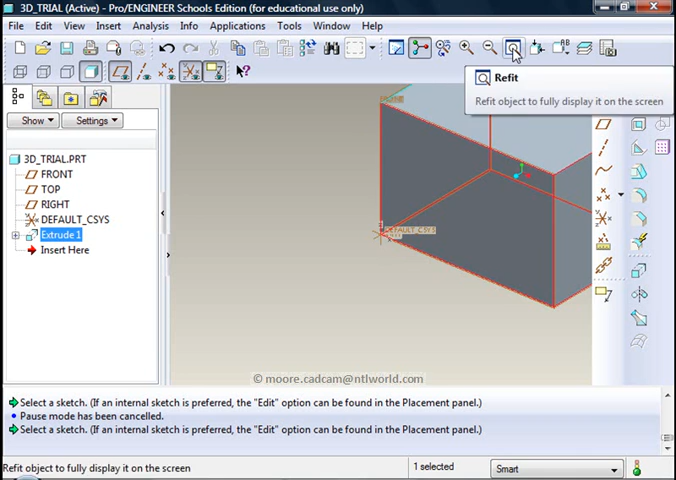 3D_TRIAL (Active) - Pro/ENGINEER Schools Edition (for educational use only)
File Edit View Insert Analysis Info Applications Tools Window Help
Refit
Refit object to fully display it on the screen
Show Settings
3D_TRIAL.PRT
FRONT
TOP
RIGHT
DEFAULT_CSYS
Extrude 1
Insert Here
DEFAULT_CSYS
© moore.cadcam@ntlworld.com
Select a sketch. (If an internal sketch is preferred, the "Edit" option can be found in the Placement panel.)
Pause mode has been cancelled.
Select a sketch. (If an internal sketch is preferred, the "Edit" option can be found in the Placement panel.)
Refit object to fully display it on the screen
1 selected
Smart